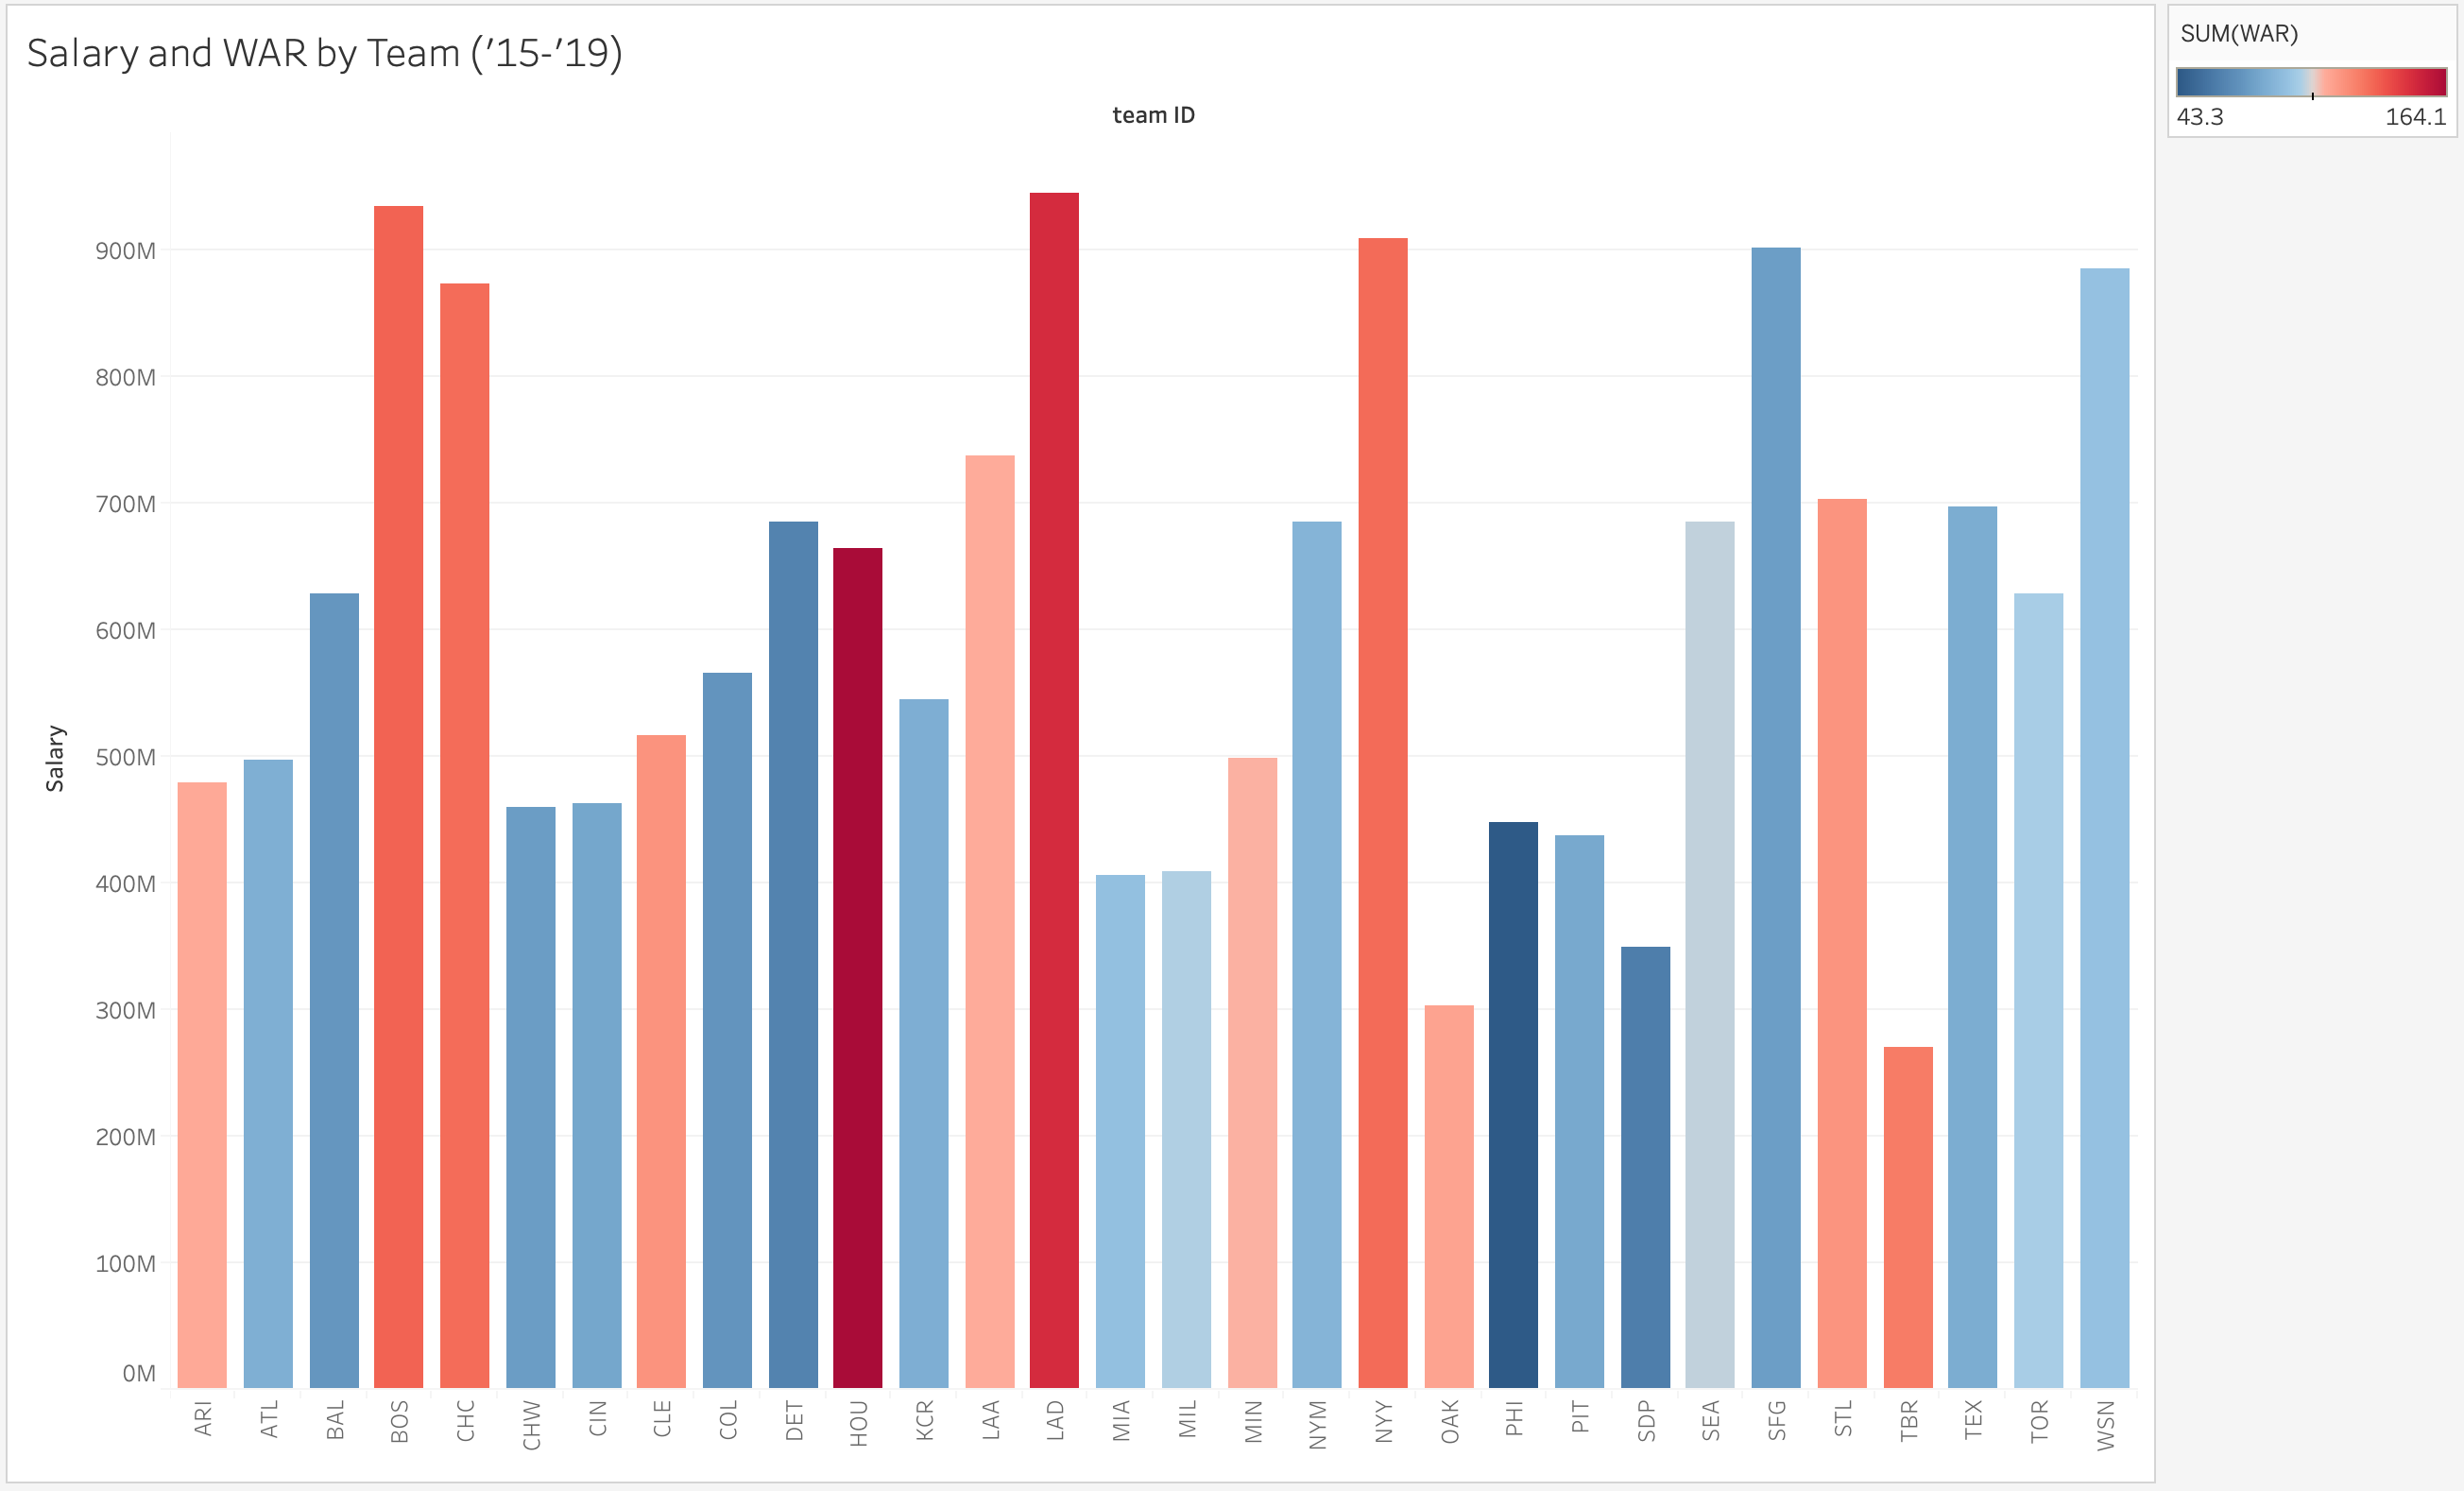 Salary and WAR by Team ('15-'19)
SUM(WAR)
43.3 164.1
team ID
Salary
900M
800M
700M
600M
500M
400M
300M
200M
100M
0M
ARI ATL BAL BOS CHC CHW CIN CLE COL DET HOU KCR LAA LAD MIA MIL MIN NYM NYY OAK PHI PIT SDP SEA SFG STL TBR TEX TOR WSN